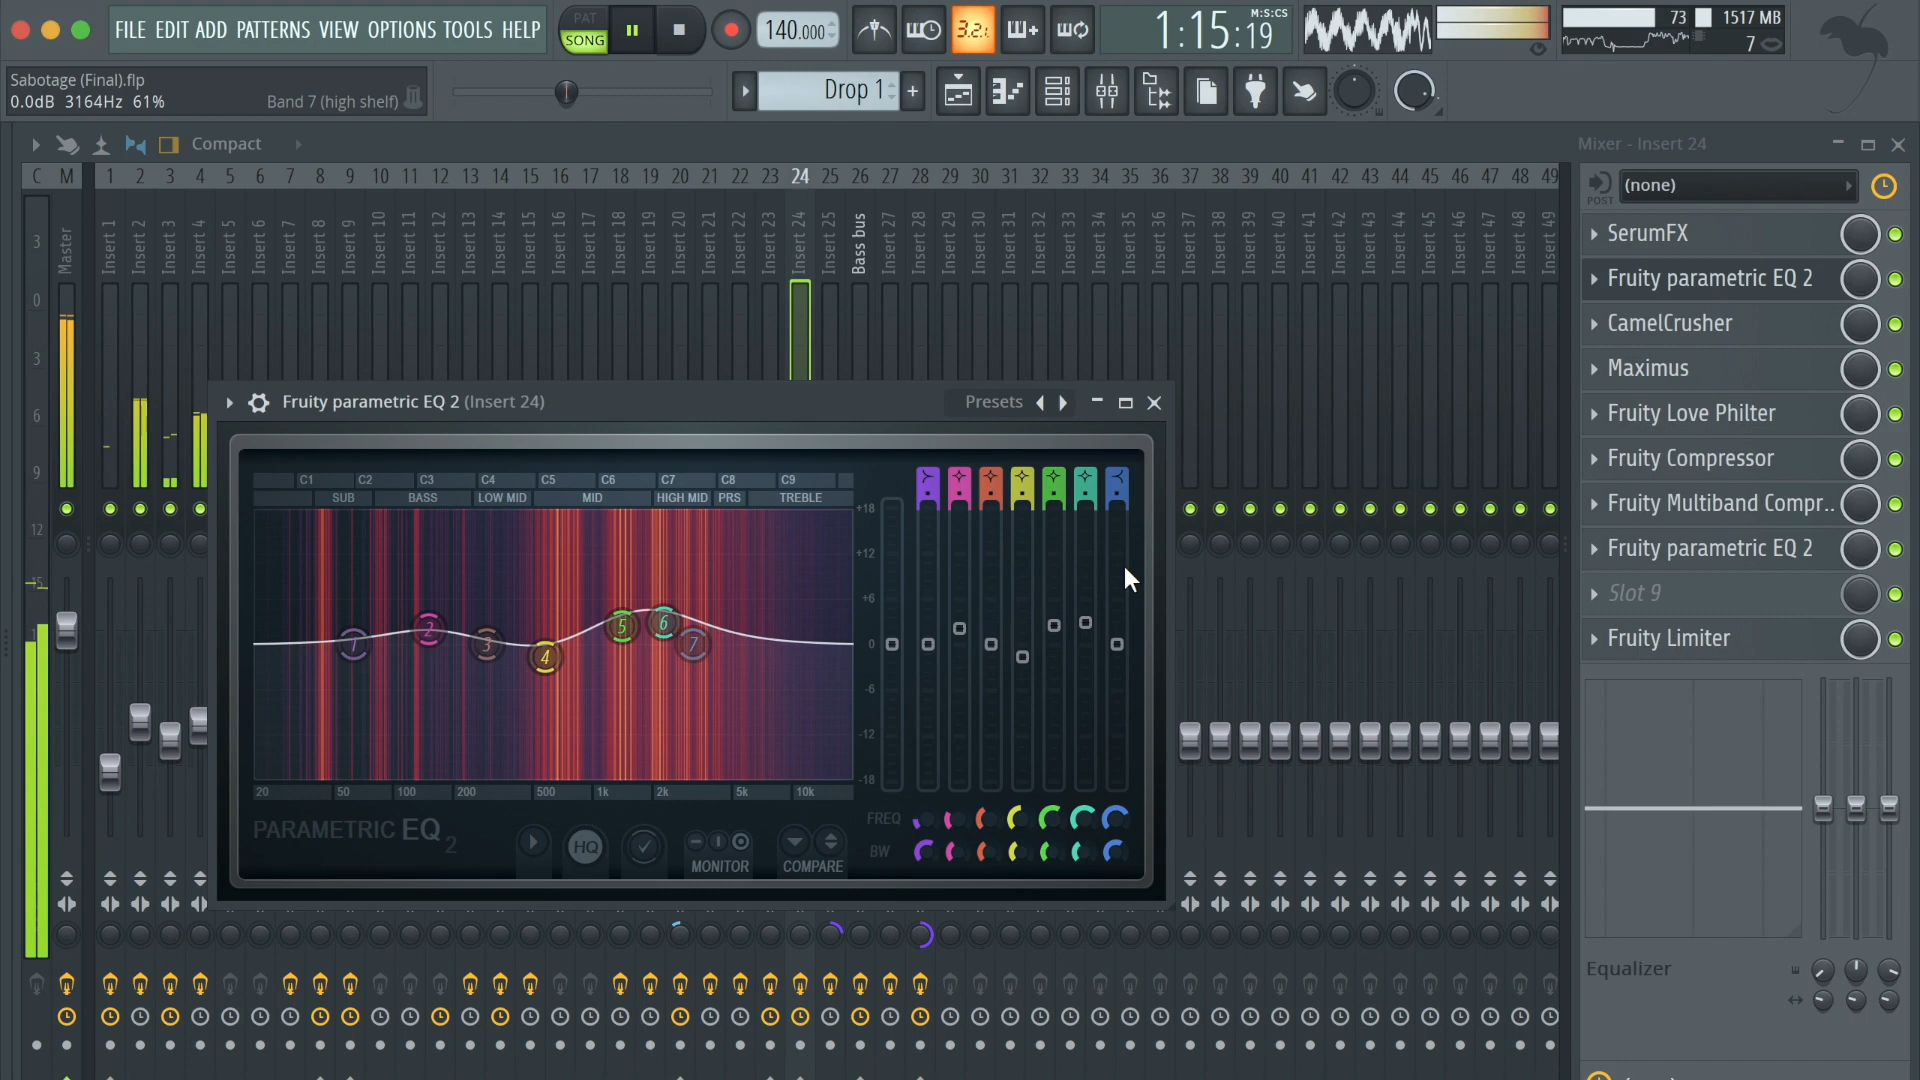 FILE EDIT ADD PATTERNS VIEW OPTIONS TOOLS HELP
PAT
SONG
140.000
3.2.
1:15:19
M:S:CS
73
1517 MB
7
Sabotage (Final).flp
0.0dB 3164Hz 61%
Band 7 (high shelf)
Drop 1
Compact
Mixer - Insert 24
C M 1 2 3 4 5 6 7 8 9 10 11 12 13 14 15 16 17 18 19 20 21 22 23 24 25 26 27 28 29 30 31 32 33 34 35 36 37 38 39 40 41 42 43 44 45 46 47 48 49
Master
Insert 1
Insert 2
Insert 3
Insert 4
Insert 5
Insert 6
Insert 7
Insert 8
Insert 9
Insert 10
Insert 11
Insert 12
Insert 13
Insert 14
Insert 15
Insert 16
Insert 17
Insert 18
Insert 19
Insert 20
Insert 21
Insert 22
Insert 23
Insert 24
Insert 25
Bass bus
Insert 27
Insert 28
Insert 29
Insert 30
Insert 31
Insert 32
Insert 33
Insert 34
Insert 35
Insert 36
Insert 37
Insert 38
Insert 39
Insert 40
Insert 41
Insert 42
Insert 43
Insert 44
Insert 45
Insert 46
Insert 47
Insert 48
Insert 49
3
0
3
6
9
12
15
Fruity parametric EQ 2 (Insert 24)
Presets
C1 C2 C3 C4 C5 C6 C7 C8 C9
SUB BASS LOW MID MID HIGH MID PRS TREBLE
+18
+12
+6
0
-6
-12
-18
1 2 3 4 5 6 7
20 50 100 200 500 1k 2k 5k 10k
PARAMETRIC EQ 2
HQ
MONITOR
COMPARE
FREQ
BW
POST
(none)
SerumFX
Fruity parametric EQ 2
CamelCrusher
Maximus
Fruity Love Philter
Fruity Compressor
Fruity Multiband Compr..
Fruity parametric EQ 2
Slot 9
Fruity Limiter
Equalizer